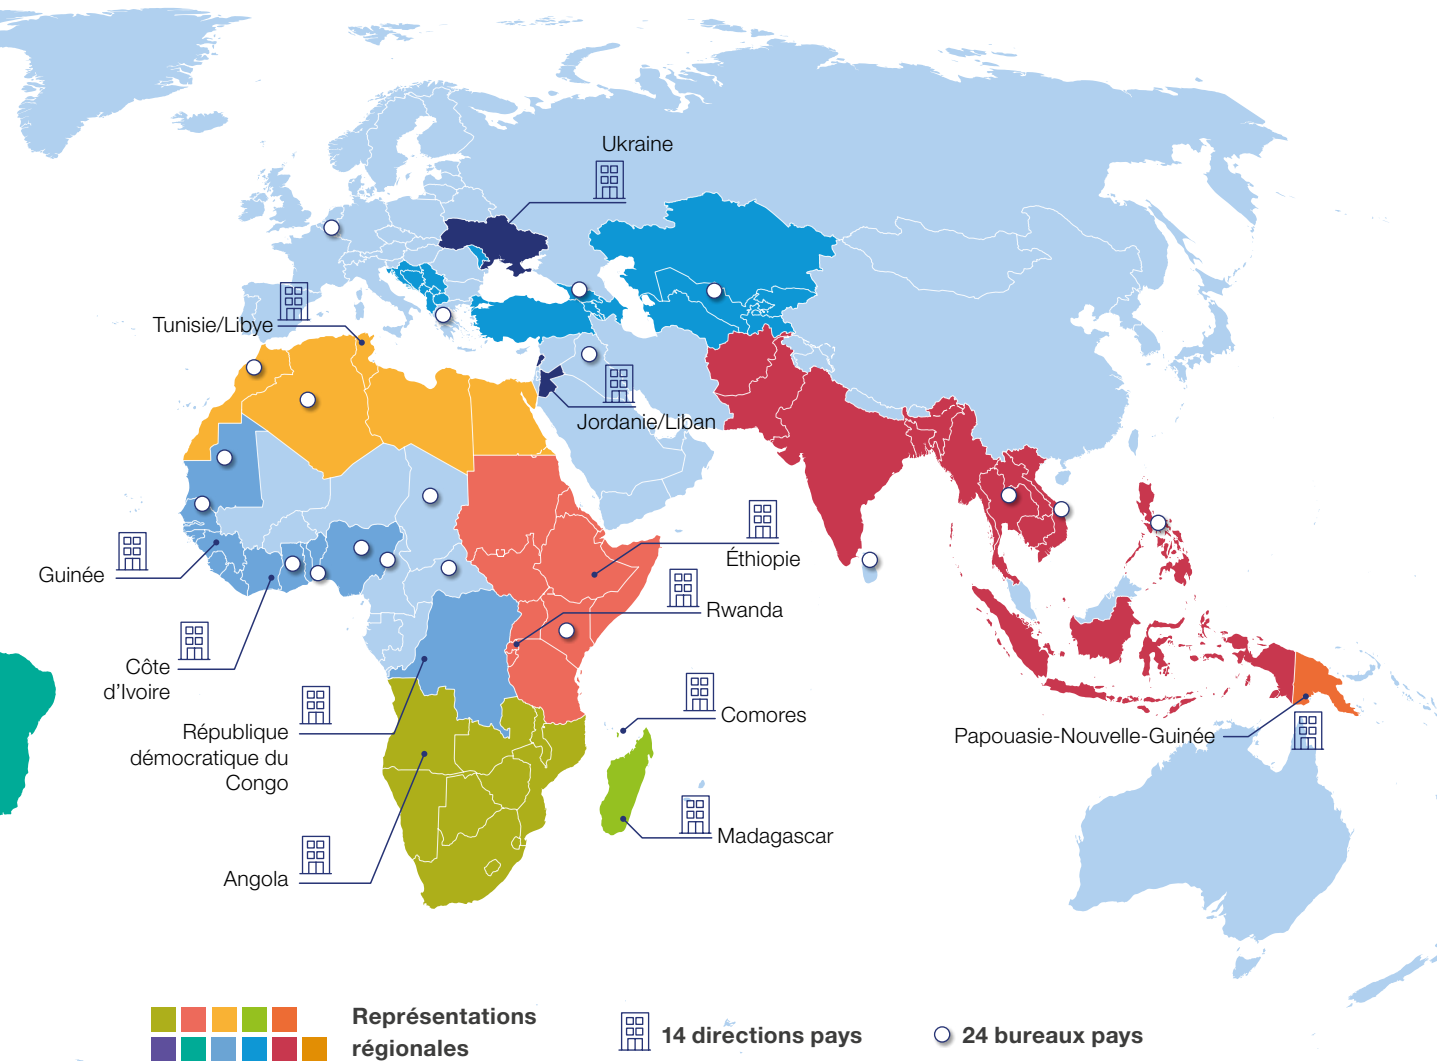 Ukraine
Tunisie/Libye
Jordanie/Liban
Éthiopie
Guinée
Rwanda
Côte
d'Ivoire
Comores
République
démocratique du
Congo
Papouasie-Nouvelle-Guinée
Madagascar
Angola
Représentations
régionales
14 directions pays
24 bureaux pays